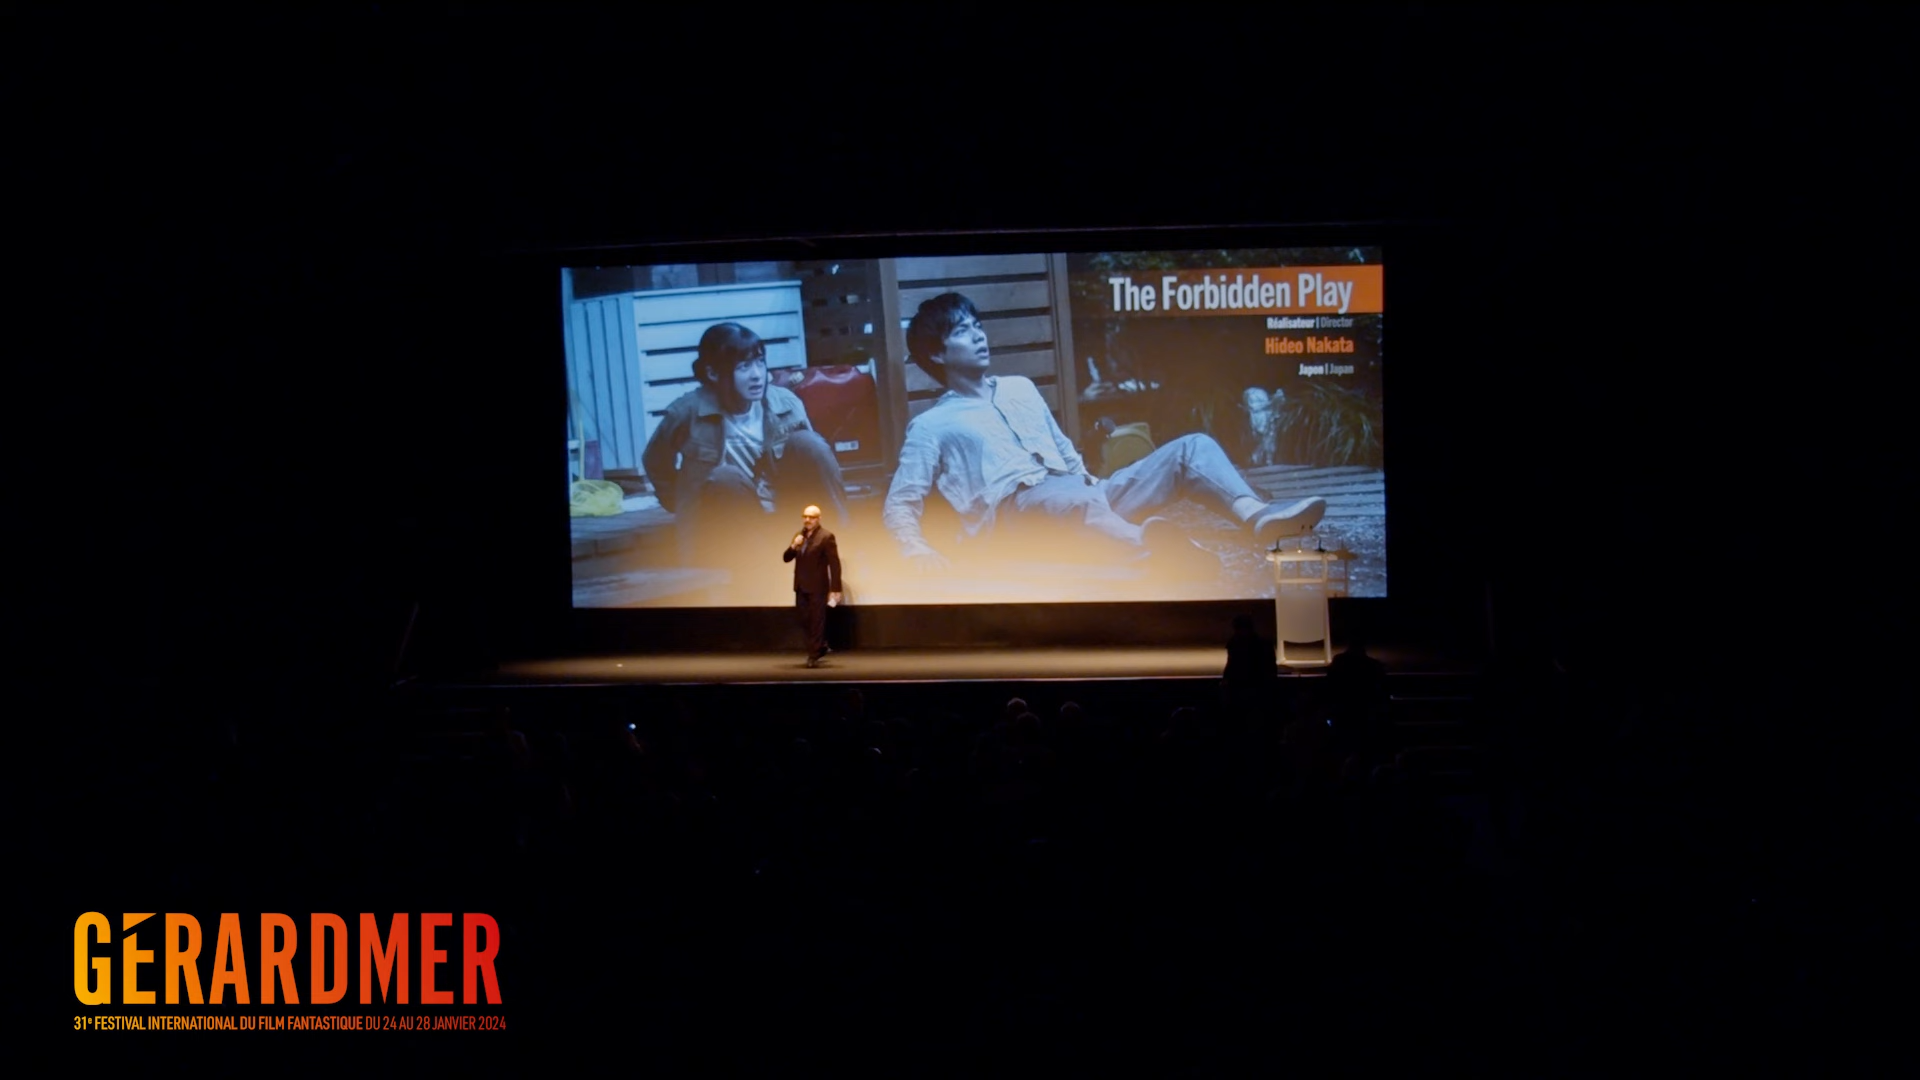 The Forbidden Play
Réalisateur | Director
Hideo Nakata
Japon | Japan
GÉRARDMER
31e FESTIVAL INTERNATIONAL DU FILM FANTASTIQUE DU 24 AU 28 JANVIER 2024